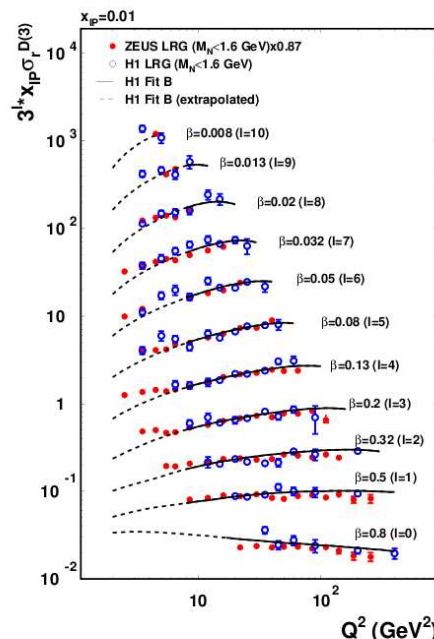 x_IP=0.01
3^l*x_IP σ_r^D(3)
ZEUS LRG (M_N<1.6 GeV)x0.87
H1 LRG (M_N<1.6 GeV)
H1 Fit B
H1 Fit B (extrapolated)
10^4
10^3
10^2
10
1
10^-1
10^-2
β=0.008 (l=10)
β=0.013 (l=9)
β=0.02 (l=8)
β=0.032 (l=7)
β=0.05 (l=6)
β=0.08 (l=5)
β=0.13 (l=4)
β=0.2 (l=3)
β=0.32 (l=2)
β=0.5 (l=1)
β=0.8 (l=0)
10
10^2
Q^2 (GeV^2)